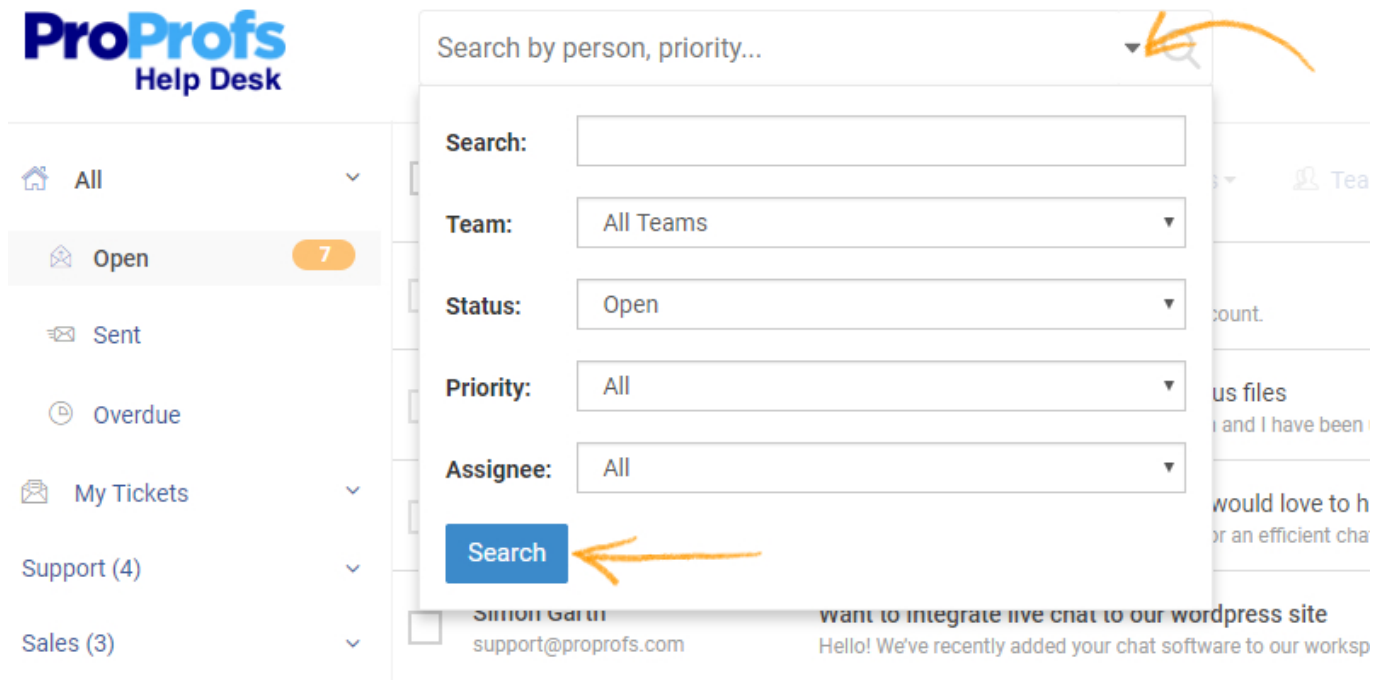 ProProfs
Help Desk
Search by person, priority...
All
Open 7
Sent
Overdue
My Tickets
Support (4)
Sales (3)
Search:
Team: All Teams
Status: Open
Priority: All
Assignee: All
Search
Tea
count.
us files
and I have been
would love to h
or an efficient cha
Simon Garth
support@proprofs.com
Want to integrate live chat to our wordpress site
Hello! We've recently added your chat software to our worksp